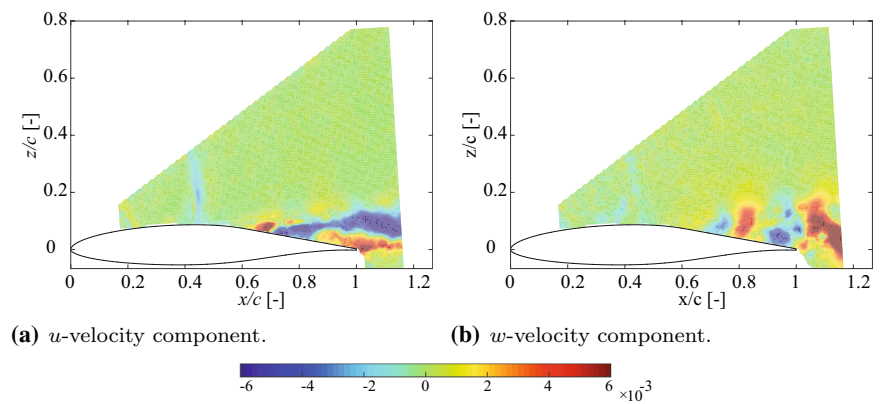 0.8
0.6
0.4
0.2
0
z/c [-]
0 0.2 0.4 0.6 0.8 1 1.2
x/c [-]
(a) u-velocity component.
0.8
0.6
0.4
0.2
0
z/c [-]
0 0.2 0.4 0.6 0.8 1 1.2
x/c [-]
(b) w-velocity component.
-6 -4 -2 0 2 4 6
×10⁻³